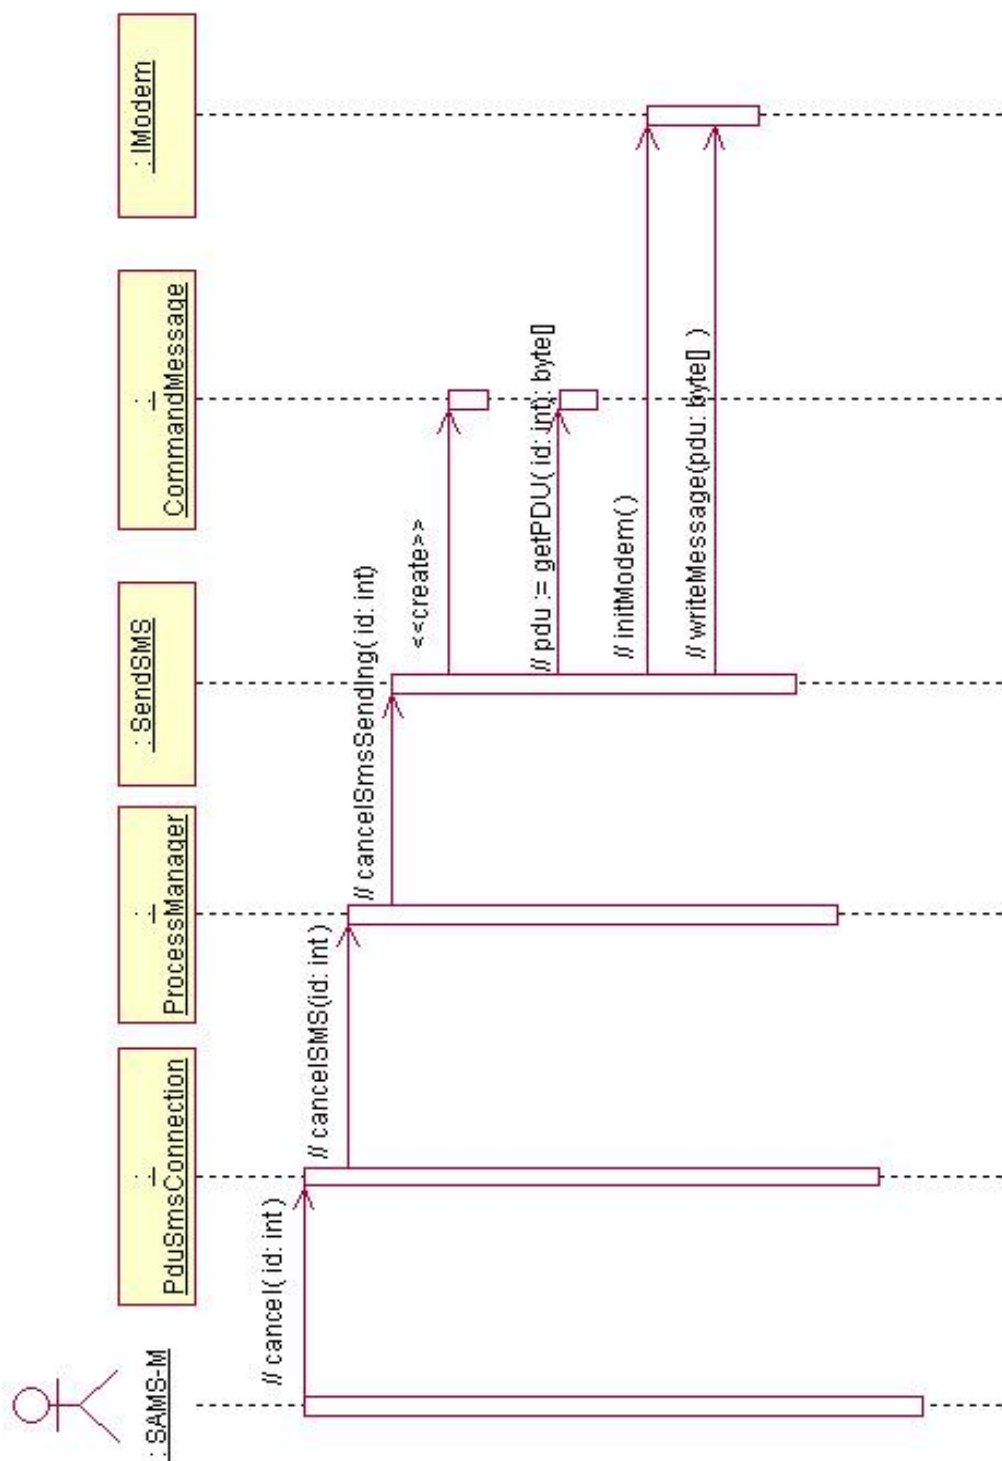 : SAMS-M
:
PduSmsConnection
:
ProcessManager
: SendSMS
:
CommandMessage
: IModem
// cancel( id: int )
// cancelSMS(id: int )
// cancelSmsSending( id: int)
<<create>>
// pdu := getPDU( id: int): byte[]
// initModem( )
// writeMessage(pdu: byte[] )